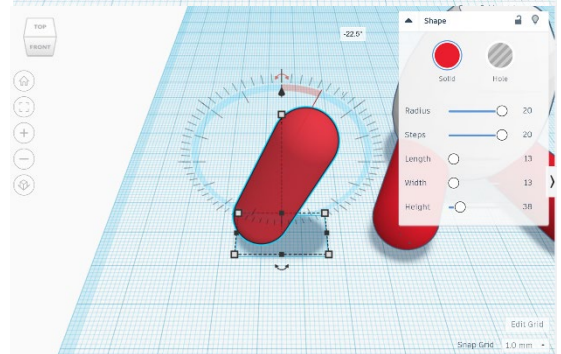 TOP
FRONT
-22.5°
Shape
Solid
Hole
Radius 20
Steps 20
Length 13
Width 13
Height 38
Edit Grid
Snap Grid 1.0 mm